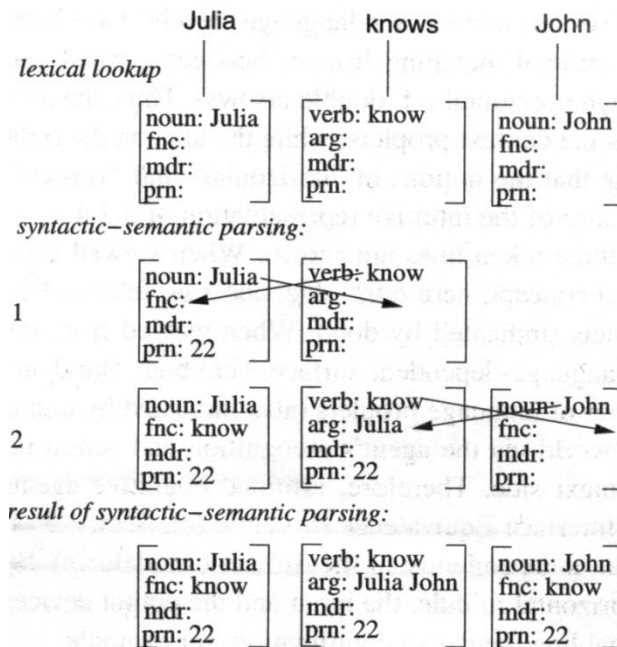 Julia knows John
lexical lookup
noun: Julia verb: know noun: John
fnc: arg: fnc:
mdr: mdr: mdr:
prn: prn: prn:
syntactic–semantic parsing:
noun: Julia verb: know
fnc: arg:
1
mdr: mdr:
prn: 22 prn:
noun: Julia verb: know noun: John
fnc: know arg: Julia fnc:
2
mdr: mdr: mdr:
prn: 22 prn: 22 prn:
result of syntactic–semantic parsing:
noun: Julia verb: know noun: John
fnc: know arg: Julia John fnc: know
mdr: mdr: mdr:
prn: 22 prn: 22 prn: 22